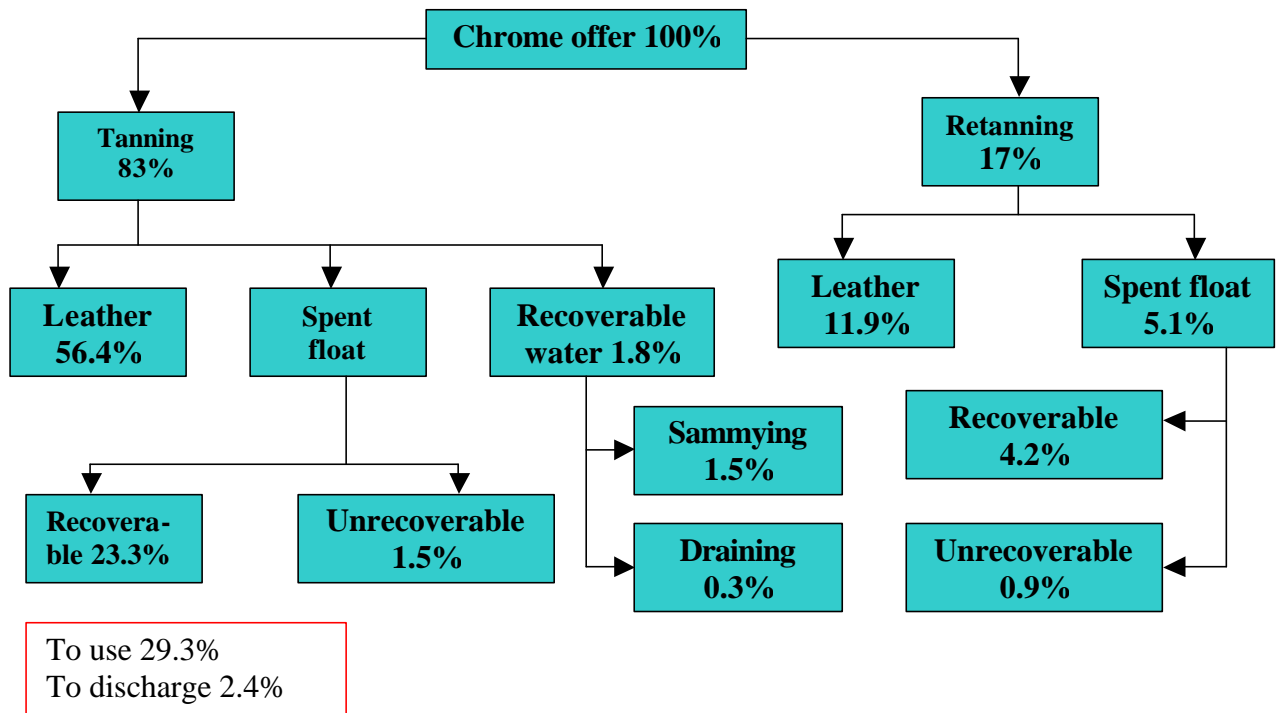 Chrome offer 100%
Tanning
83%
Retanning
17%
Leather
56.4%
Spent
float
Recoverable
water 1.8%
Leather
11.9%
Spent float
5.1%
Sammying
1.5%
Recoverable
4.2%
Recovera-
ble 23.3%
Unrecoverable
1.5%
Draining
0.3%
Unrecoverable
0.9%
To use 29.3%
To discharge 2.4%